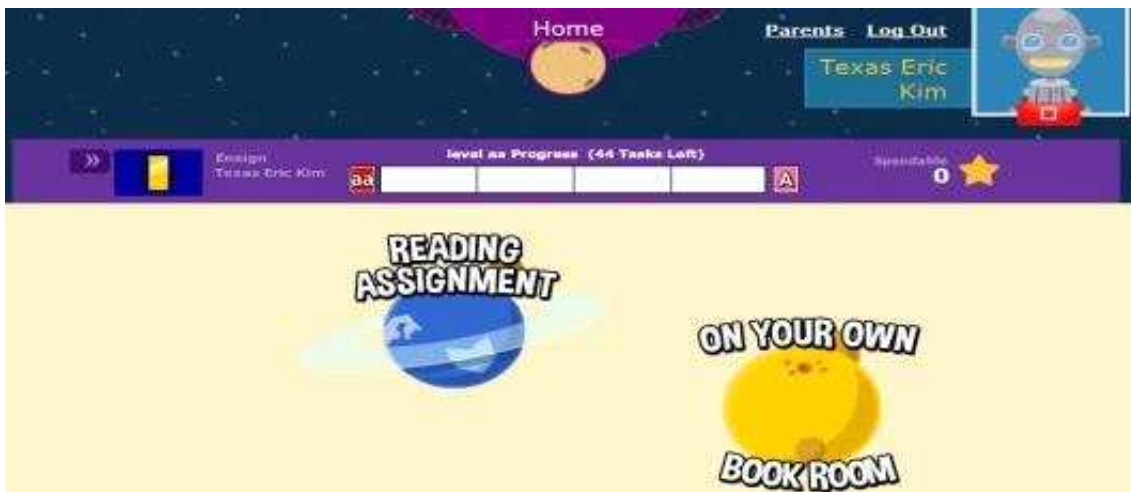 Home
Parents Log Out
Texas Eric
Kim
»
Ensign
Texas Eric Kim
level aa Progress (44 Tasks Left)
aa
A
Spendable
0
READING
ASSIGNMENT
ON YOUR OWN
BOOK ROOM